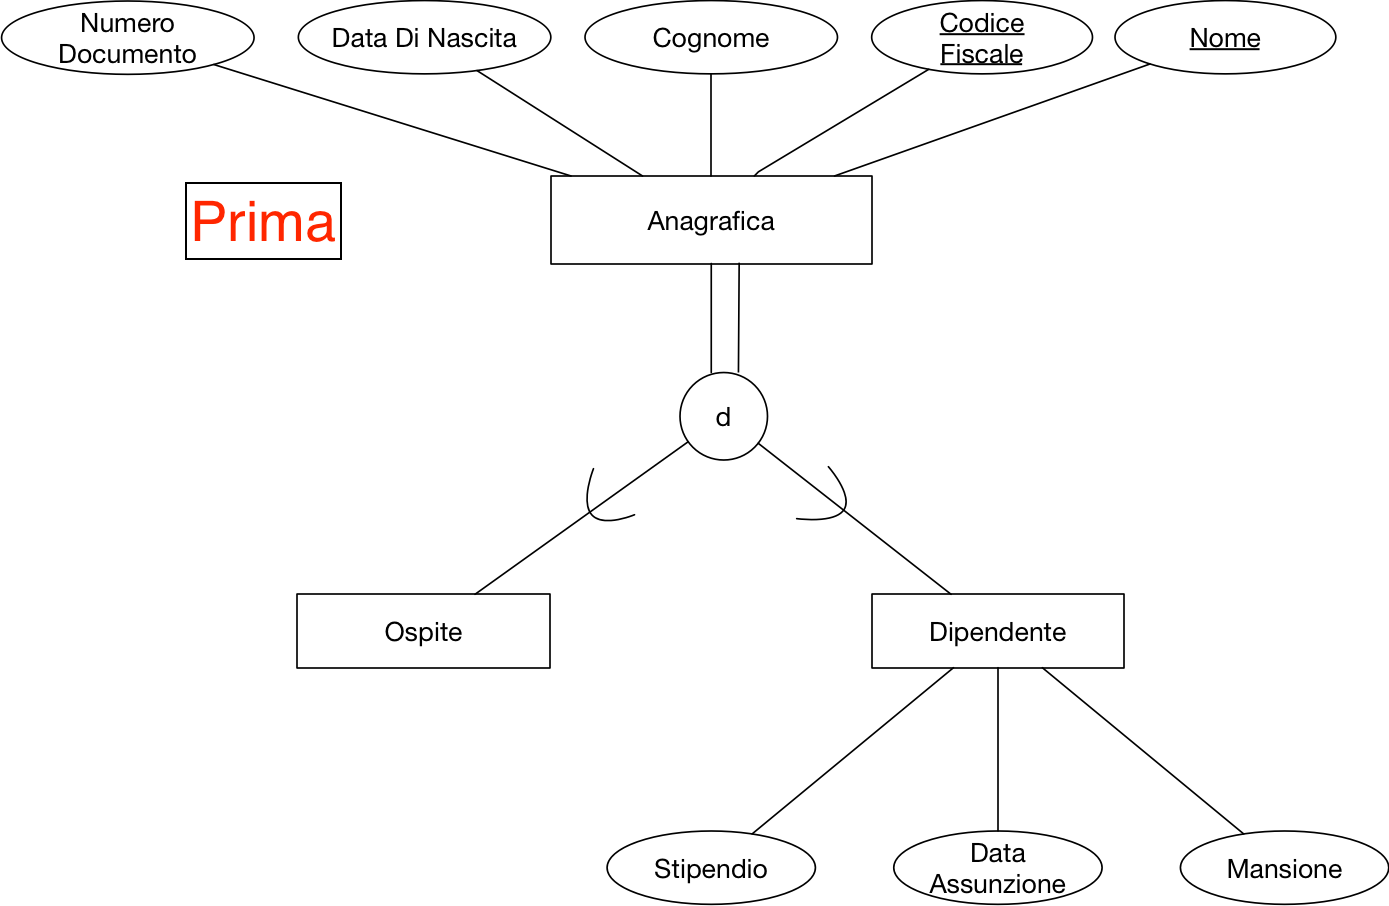 Numero
Documento
Data Di Nascita
Cognome
Codice
Fiscale
Nome
Prima
Anagrafica
d
Ospite
Dipendente
Stipendio
Data
Assunzione
Mansione